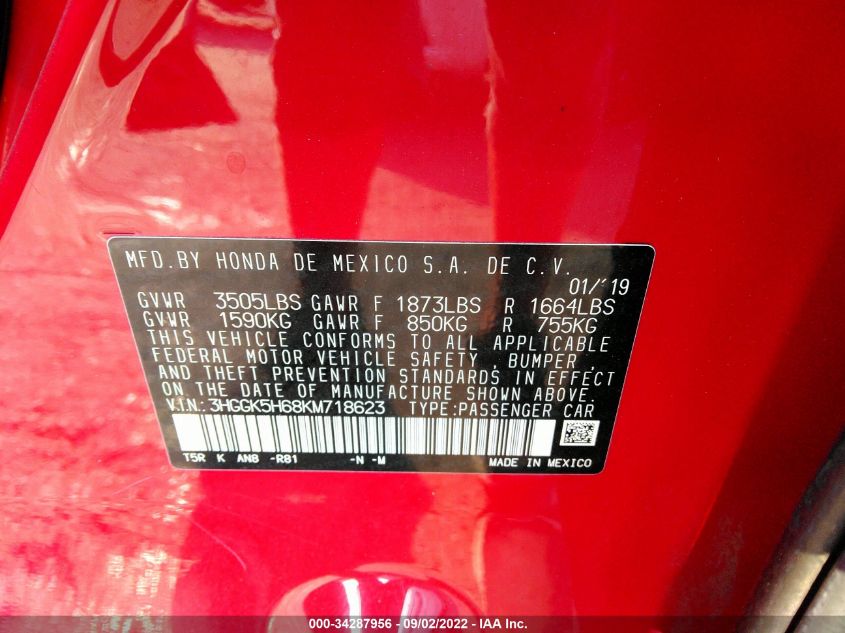 MFD.BY HONDA DE MEXICO S.A. DE C.V.
01/'19
GVWR 3505LBS GAWR F 1873LBS R 1664LBS
GVWR 1590KG GAWR F 850KG R 755KG
THIS VEHICLE CONFORMS TO ALL APPLICABLE
FEDERAL MOTOR VEHICLE SAFETY , BUMPER ,
AND THEFT PREVENTION STANDARDS IN EFFECT
ON THE DATE OF MANUFACTURE SHOWN ABOVE.
V.I.N.: 3HGGK5H68KM718623 TYPE:PASSENGER CAR
T5R K AN8 -R81 -N -M MADE IN MEXICO
000-34287956 - 09/02/2022 - IAA Inc.